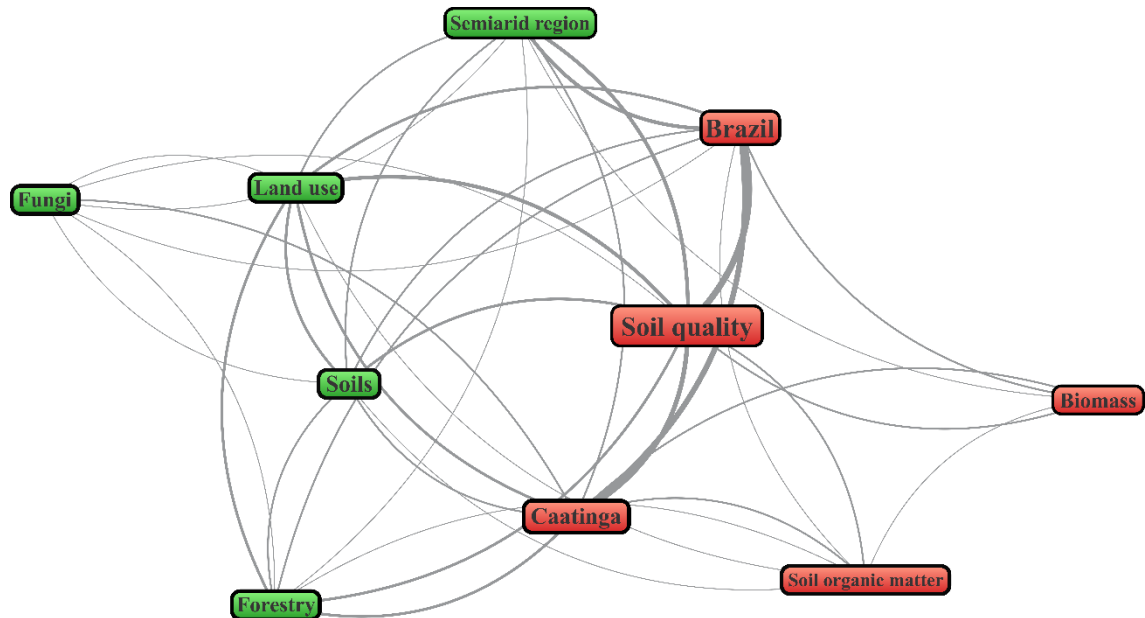 Semiarid region
Brazil
Land use
Fungi
Soil quality
Soils
Biomass
Caatinga
Soil organic matter
Forestry